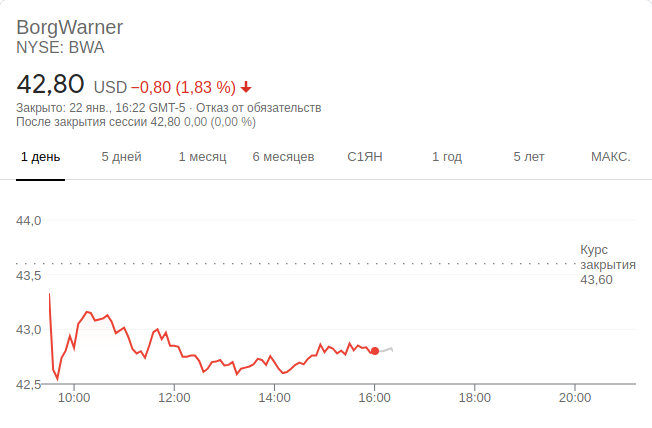 BorgWarner
NYSE: BWA
42,80 USD −0,80 (1,83 %)
Закрыто: 22 янв., 16:22 GMT-5 · Отказ от обязательств
После закрытия сессии 42,80 0,00 (0,00 %)
1 день 5 дней 1 месяц 6 месяцев С1ЯН 1 год 5 лет МАКС.
44,0
Курс
закрытия
43,60
43,5
43,0
42,5
10:00 12:00 14:00 16:00 18:00 20:00